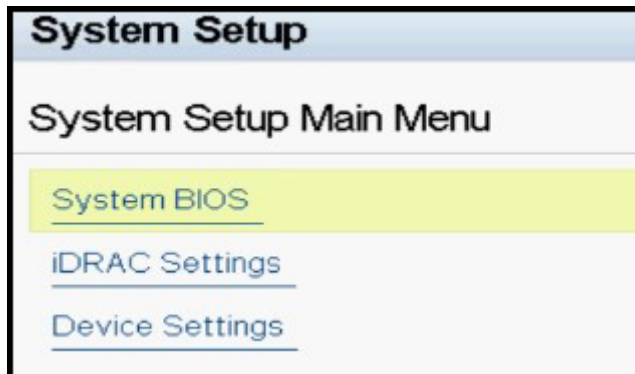 System Setup
System Setup Main Menu
System BIOS
iDRAC Settings
Device Settings